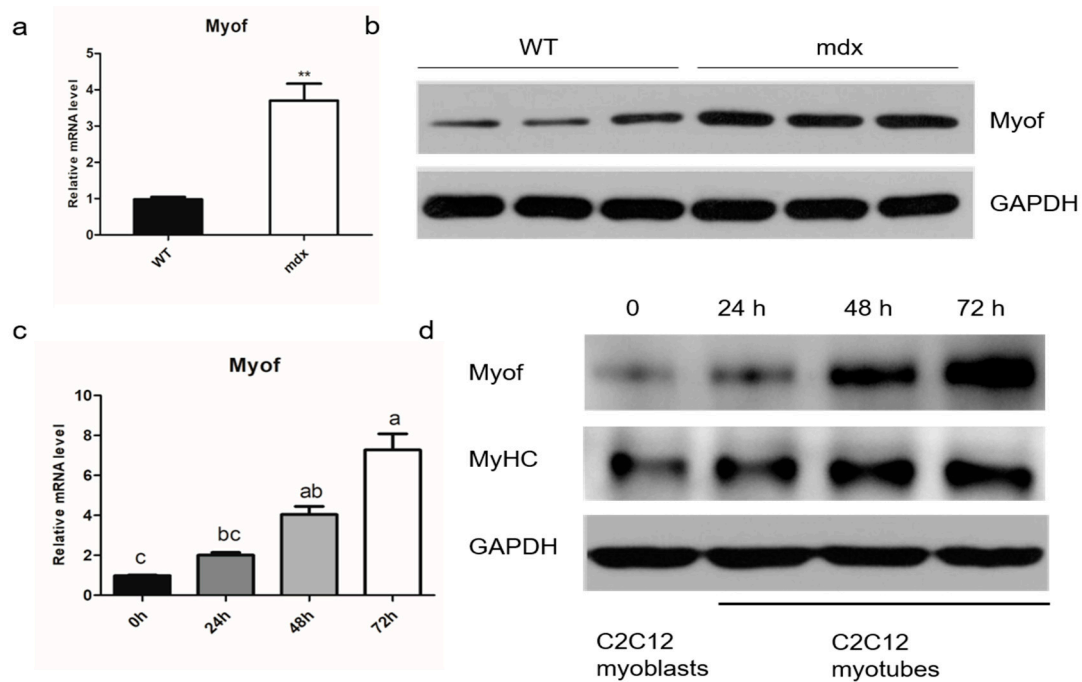 a
Myof
Relative mRNA level
5
4
3
2
1
0
**
WT
mdx
b
WT
mdx
Myof
GAPDH
c
Myof
Relative mRNA level
10
8
6
4
2
0
c
bc
ab
a
0h
24h
48h
72h
d
0 24 h 48 h 72 h
Myof
MyHC
GAPDH
C2C12
myoblasts
C2C12
myotubes